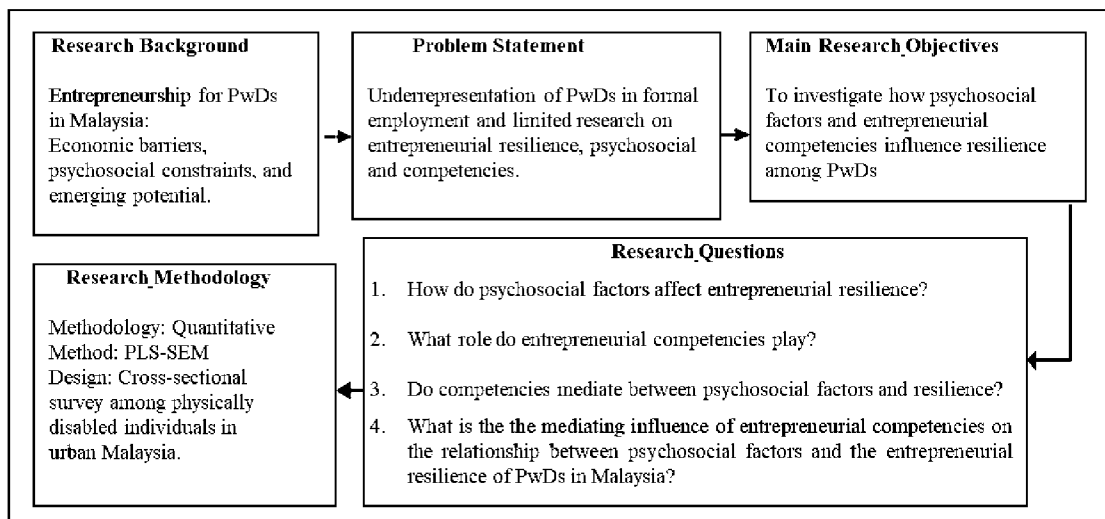 Research Background
Entrepreneurship for PwDs
in Malaysia:
Economic barriers,
psychosocial constraints, and
emerging potential.
Problem Statement
Underrepresentation of PwDs in formal
employment and limited research on
entrepreneurial resilience, psychosocial
and competencies.
Main Research Objectives
To investigate how psychosocial
factors and entrepreneurial
competencies influence resilience
among PwDs
Research Questions
1. How do psychosocial factors affect entrepreneurial resilience?
2. What role do entrepreneurial competencies play?
3. Do competencies mediate between psychosocial factors and resilience?
4. What is the the mediating influence of entrepreneurial competencies on
the relationship between psychosocial factors and the entrepreneurial
resilience of PwDs in Malaysia?
Research Methodology
Methodology: Quantitative
Method: PLS-SEM
Design: Cross-sectional
survey among physically
disabled individuals in
urban Malaysia.